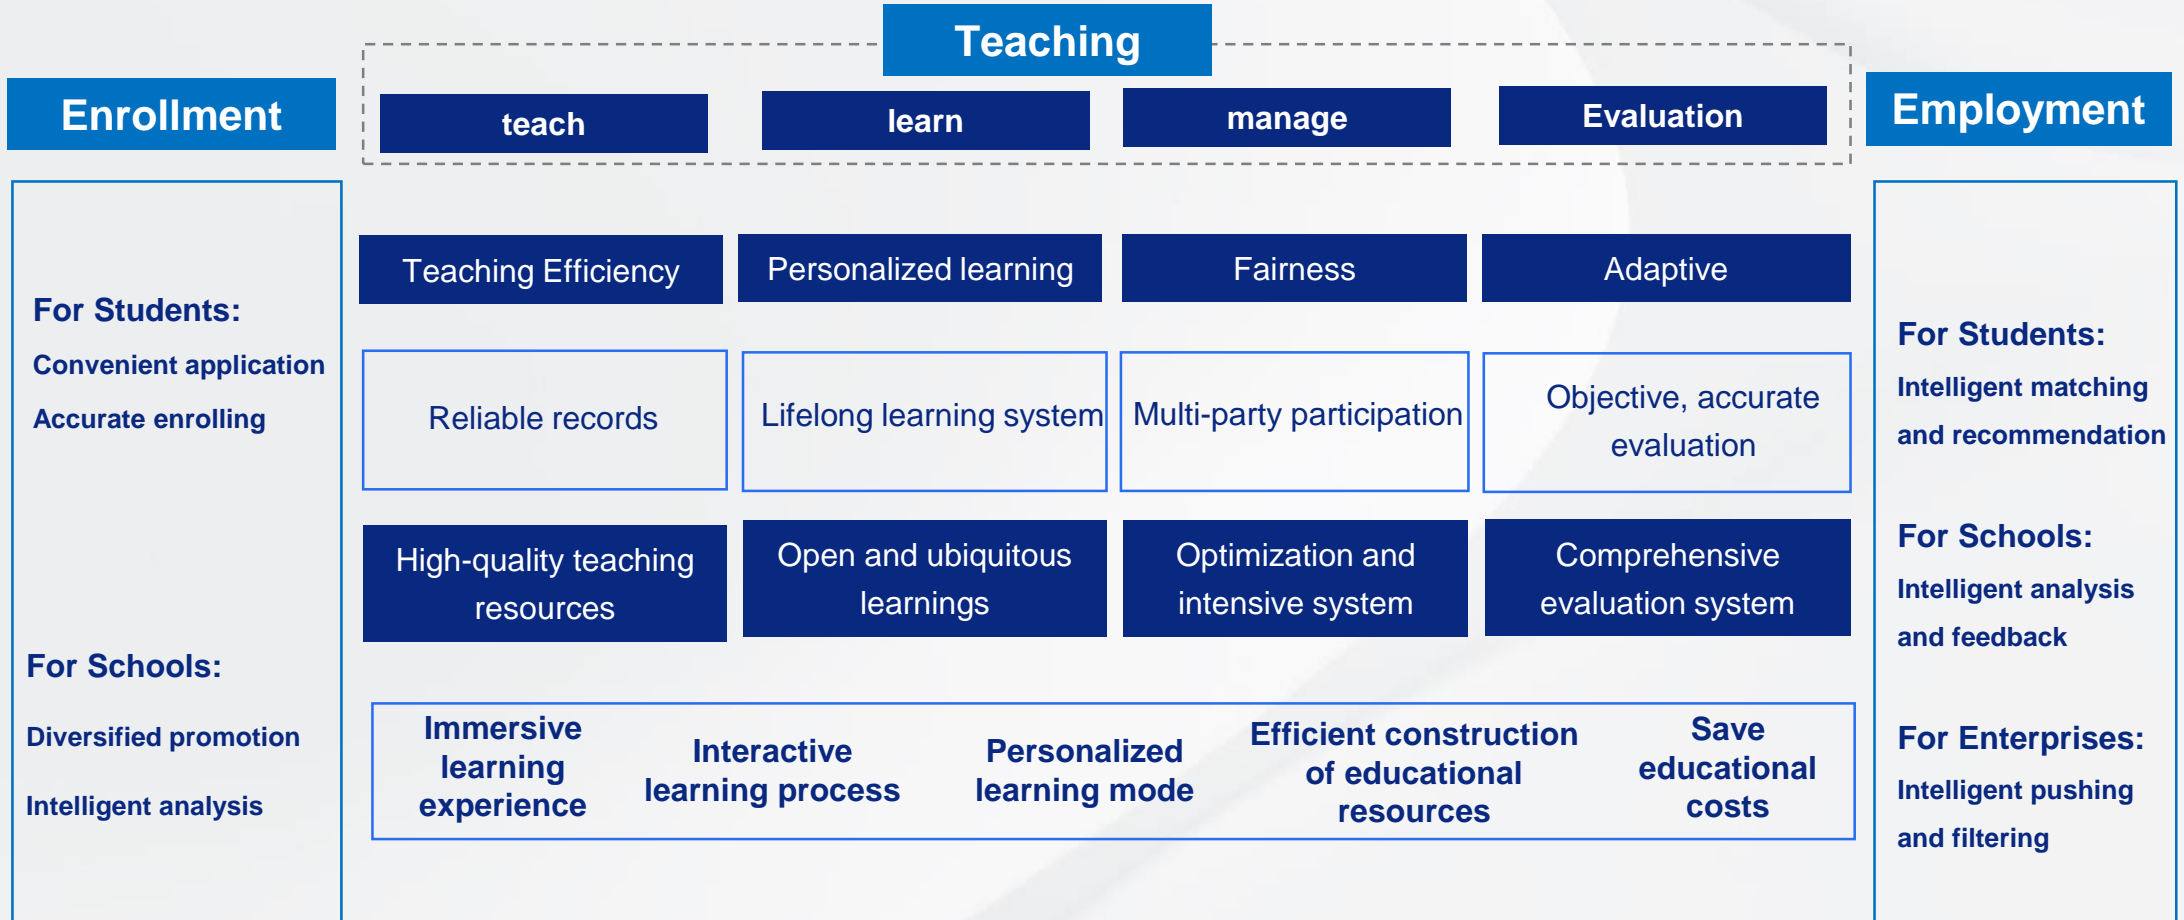 Teaching
Enrollment
teach
learn
manage
Evaluation
Employment
For Students:
Convenient application
Accurate enrolling
For Schools:
Diversified promotion
Intelligent analysis
Teaching Efficiency
Personalized learning
Fairness
Adaptive
Reliable records
Lifelong learning system
Multi-party participation
Objective, accurate
evaluation
High-quality teaching
resources
Open and ubiquitous
learnings
Optimization and
intensive system
Comprehensive
evaluation system
Immersive
learning
experience
Interactive
learning process
Personalized
learning mode
Efficient construction
of educational
resources
Save
educational
costs
For Students:
Intelligent matching
and recommendation
For Schools:
Intelligent analysis
and feedback
For Enterprises:
Intelligent pushing
and filtering